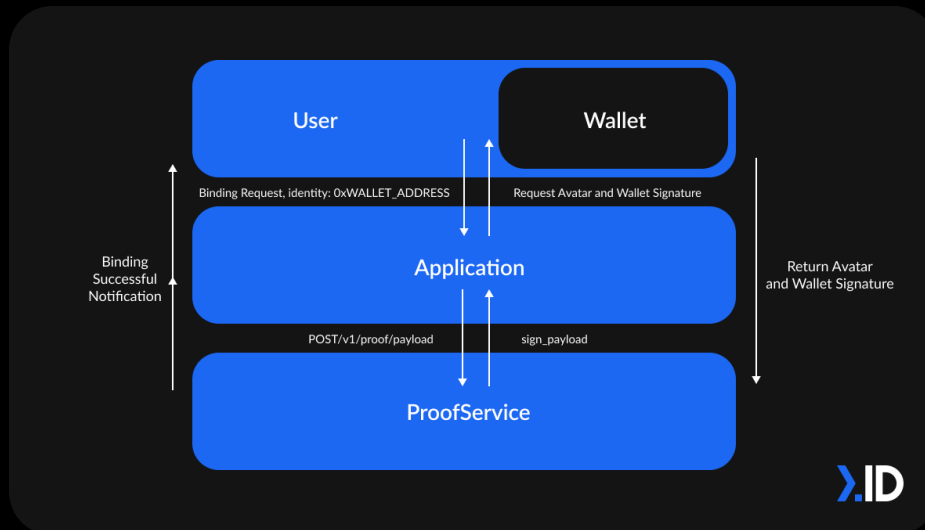 User
Wallet
Binding Request, identity: 0xWALLET_ADDRESS
Request Avatar and Wallet Signature
Binding
Successful
Notification
Application
Return Avatar
and Wallet Signature
POST/v1/proof/payload
sign_payload
ProofService
.ID